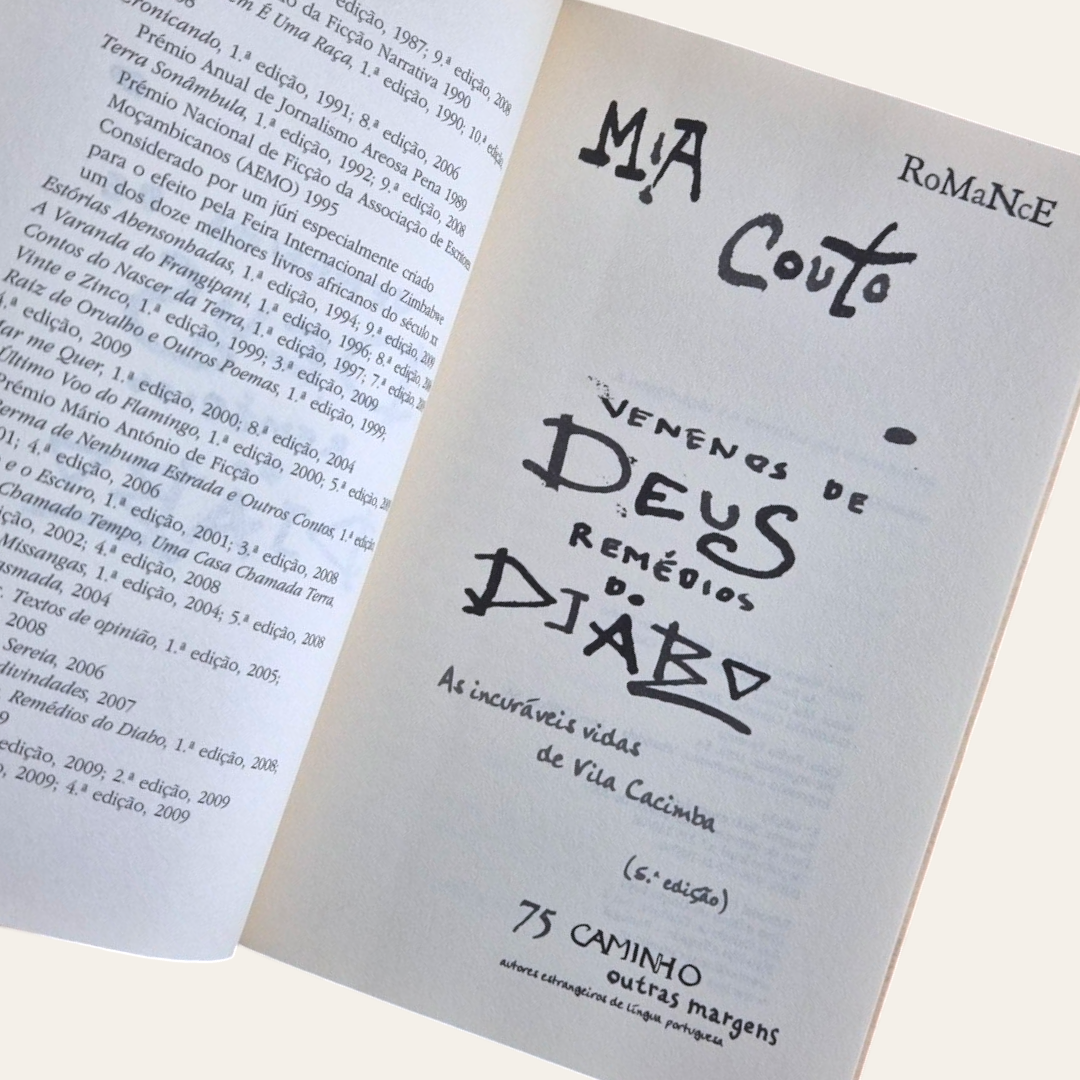 edição, 1987; 9.ª edição, 2008
da Ficção Narrativa 1990
É Uma Raça, 1.ª edição, 1990; 10.ª
Cronicando, 1.ª edição, 1991; 8.ª edição, 2006
Prémio Anual de Jornalismo Areosa Pena 1989
Terra Sonâmbula, 1.ª edição, 1992; 9.ª edição, 2008
Prémio Nacional de Ficção da Associação de Escritores
Moçambicanos (AEMO) 1995
Considerado por um júri especialmente criado
para o efeito pela Feira Internacional do Zimbabwe
um dos doze melhores livros africanos do século xx
Estórias Abensonhadas, 1.ª edição, 1994; 9.ª edição, 2009
A Varanda do Frangipani, 1.ª edição, 1996; 8.ª edição,
Contos do Nascer da Terra, 1.ª edição, 1997; 7.ª edição,
Vinte e Zinco, 1.ª edição, 1999; 3.ª edição, 2009
Raiz de Orvalho e Outros Poemas, 1.ª edição, 1999;
4.ª edição, 2009
Mar me Quer, 1.ª edição, 2000; 8.ª edição, 2004
Último Voo do Flamingo, 1.ª edição, 2000; 5.ª edição,
Prémio Mário António de Ficção
de Nenhuma Estrada e Outros Contos, 1.ª edição
4.ª edição, 2006
e o Escuro, 1.ª edição, 2001; 3.ª edição, 2008
Chamado Tempo, Uma Casa Chamada Terra,
2002; 4.ª edição, 2008
Missangas, 1.ª edição, 2004; 5.ª edição, 2008
2004
Textos de opinião, 1.ª edição, 2005;
2008
Sereia, 2006
2007
Remédios do Diabo, 1.ª edição, 2008;
edição, 2009; 2.ª edição, 2009
2009; 4.ª edição, 2009
MiA
Couto
RoMaNcE
VENENOS DE
DEUS
REMÉDIOS
DO
DIABO
As incuráveis vidas
de Vila Cacimba
(5.ª edição)
75 CAMINHO
outras margens
autores estrangeiros de língua portuguesa